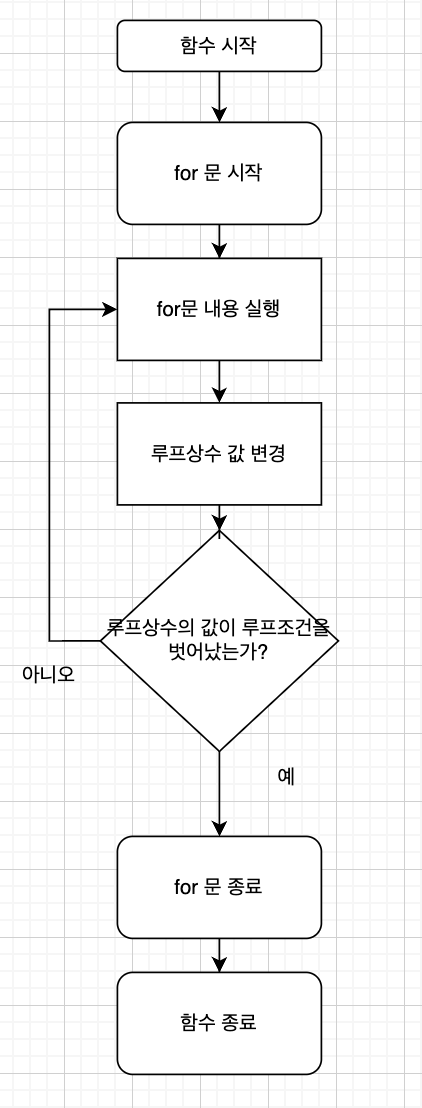 함수 시작
for 문 시작
for문 내용 실행
루프상수 값 변경
루프상수의 값이 루프조건을
벗어났는가?
아니오
예
for 문 종료
함수 종료